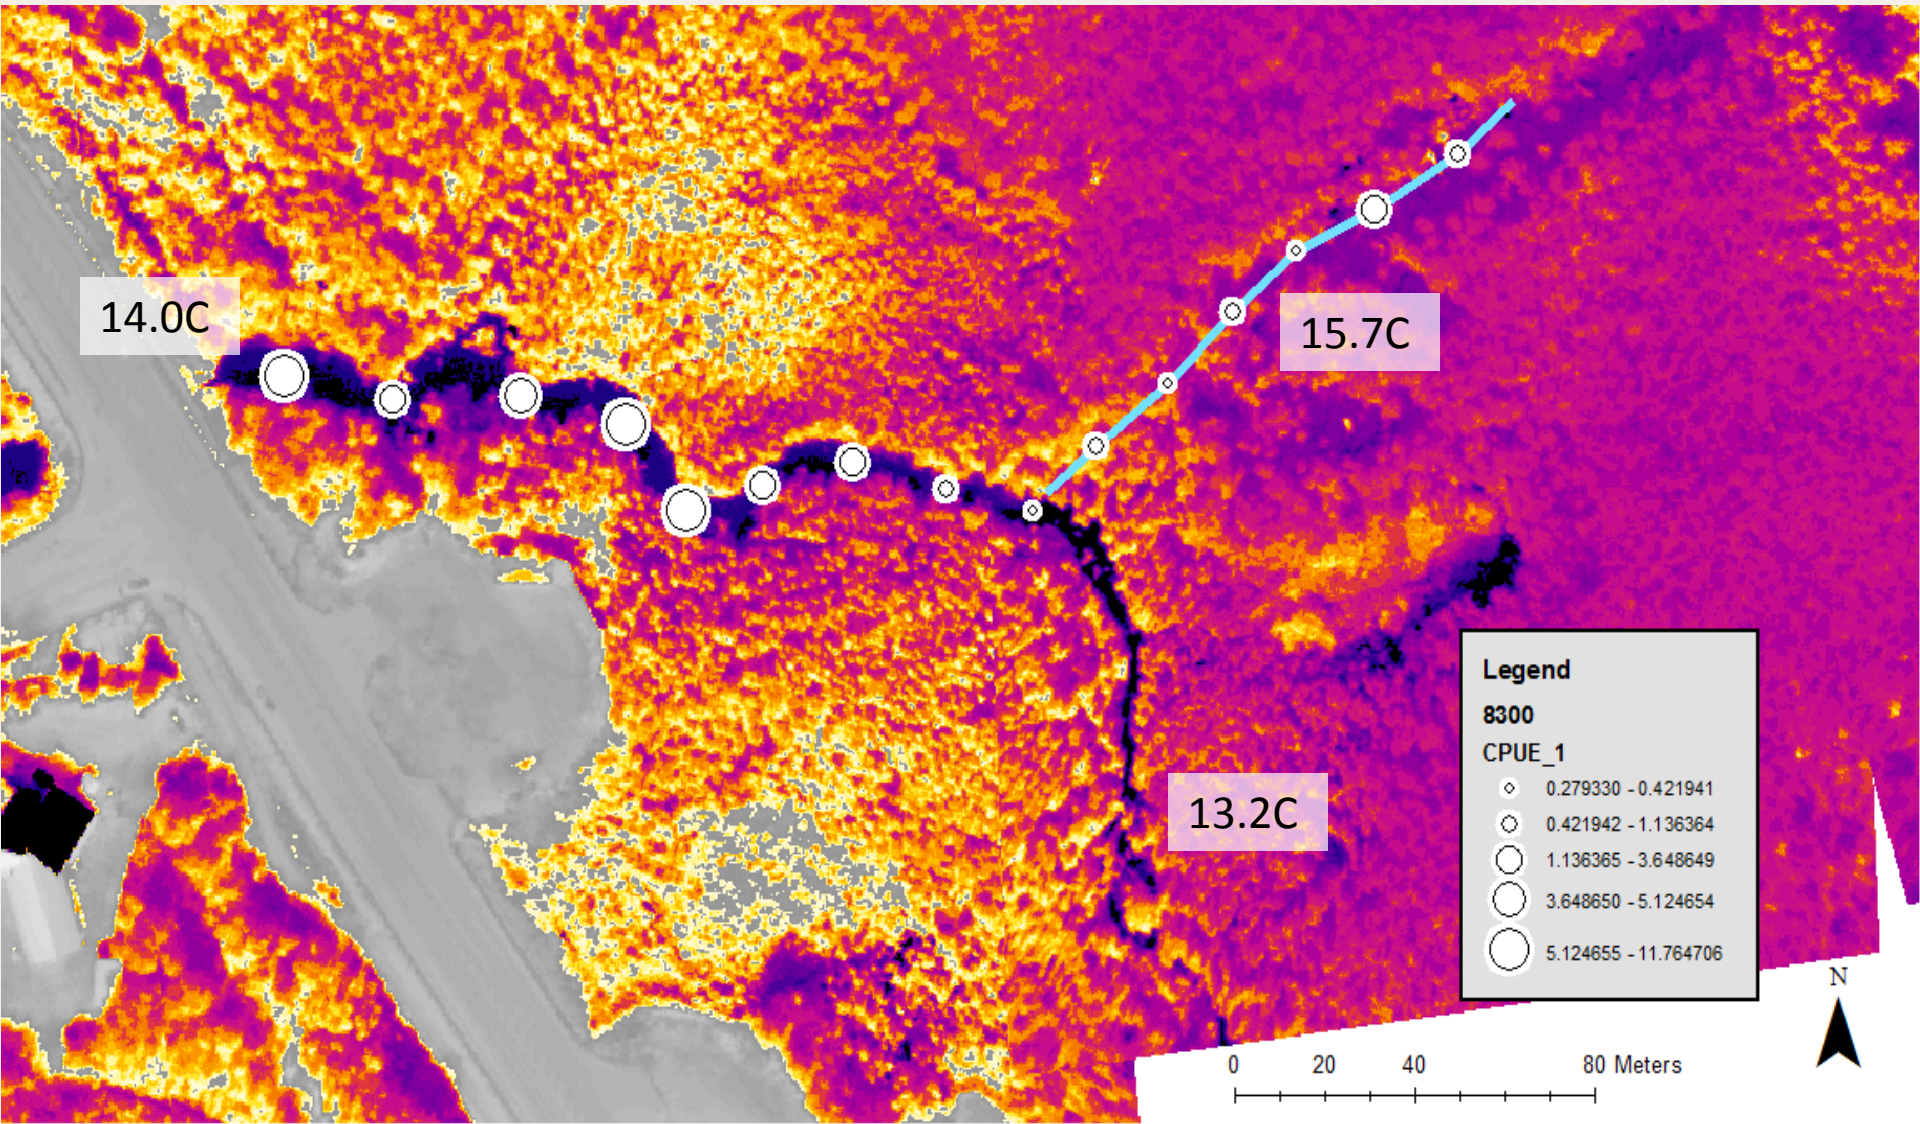 14.0C
15.7C
13.2C
Legend
8300
CPUE_1
0.279330 - 0.421941
0.421942 - 1.136364
1.136365 - 3.648649
3.648650 - 5.124654
5.124655 - 11.764706
N
0 20 40 80 Meters